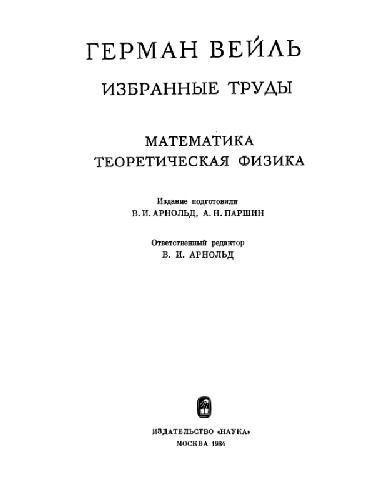 ГЕРМАН ВЕЙЛЬ
ИЗБРАННЫЕ ТРУДЫ
МАТЕМАТИКА
ТЕОРЕТИЧЕСКАЯ ФИЗИКА
Издание подготовили
В. И. АРНОЛЬД, А. Н. ПАРШИН
Ответственный редактор
В. И. АРНОЛЬД
ИЗДАТЕЛЬСТВО «НАУКА»
МОСКВА 1984